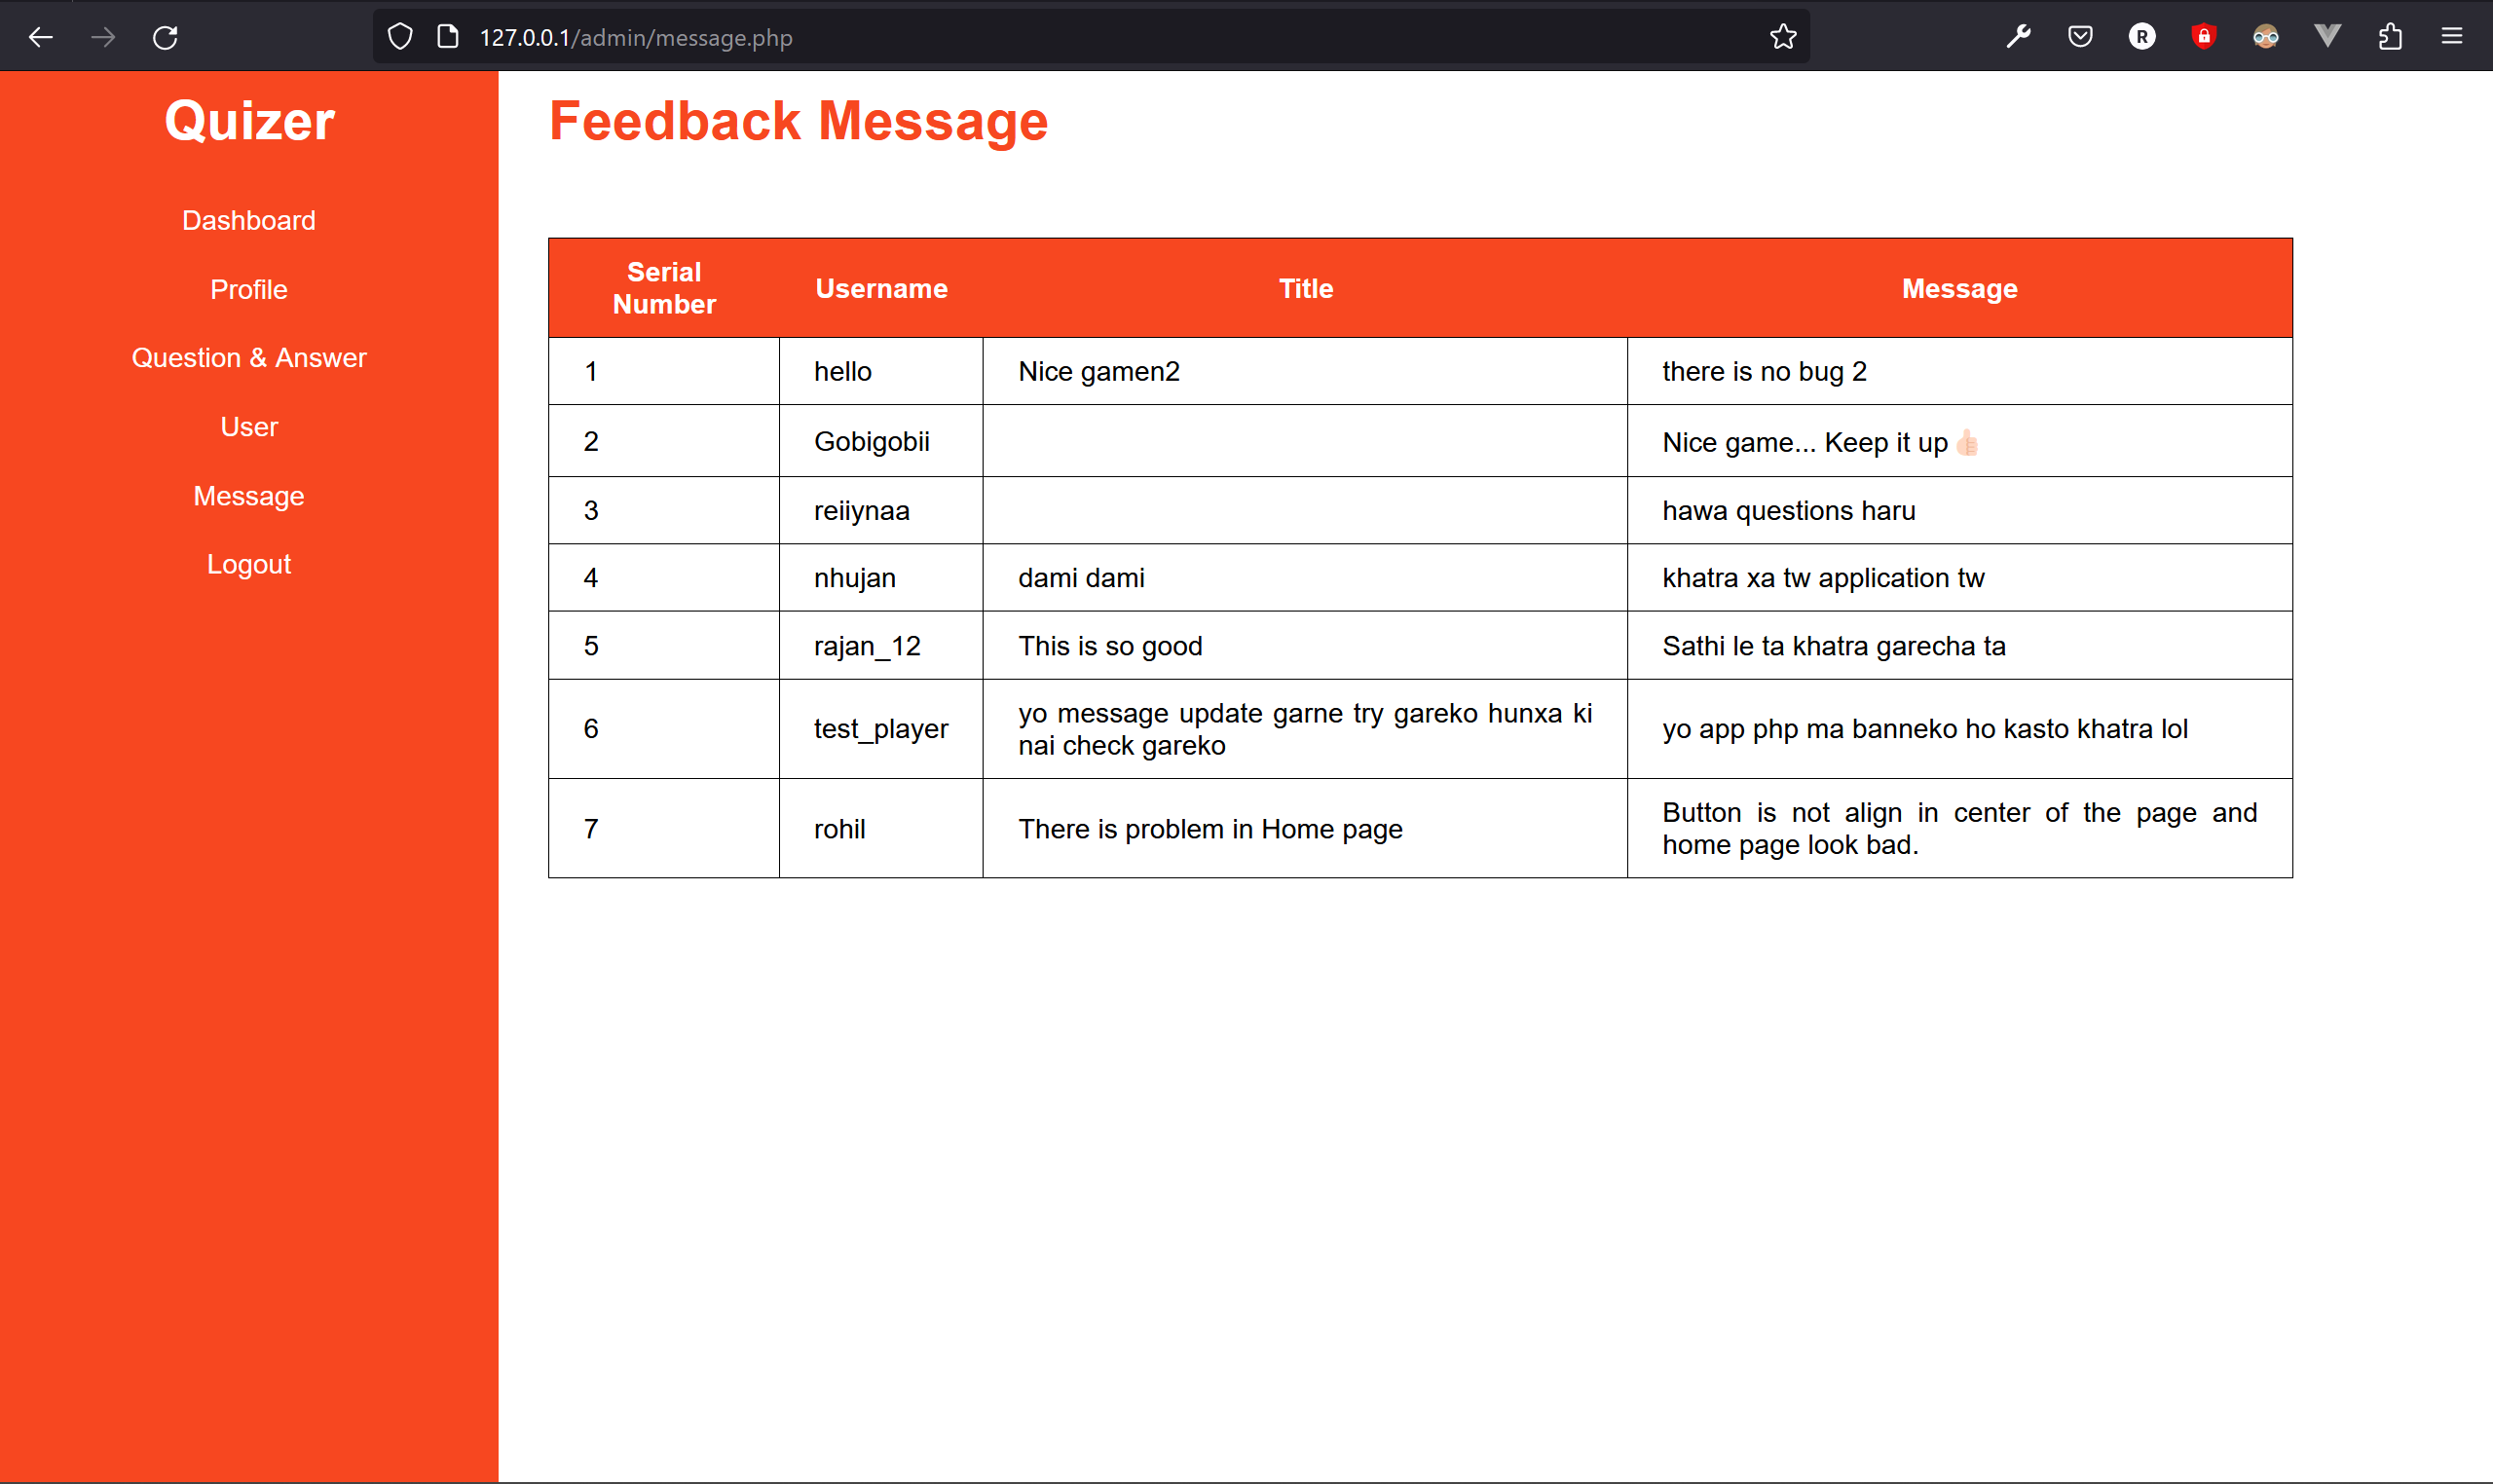 127.0.0.1/admin/message.php
Quizer
Dashboard
Profile
Question & Answer
User
Message
Logout
Feedback Message
Serial Number Username Title Message
1 hello Nice gamen2 there is no bug 2
2 Gobigobii Nice game... Keep it up👍🏻
3 reiiynaa hawa questions haru
4 nhujan dami dami khatra xa tw application tw
5 rajan_12 This is so good Sathi le ta khatra garecha ta
6 test_player yo message update garne try gareko hunxa ki nai check gareko yo app php ma banneko ho kasto khatra lol
7 rohil There is problem in Home page Button is not align in center of the page and home page look bad.